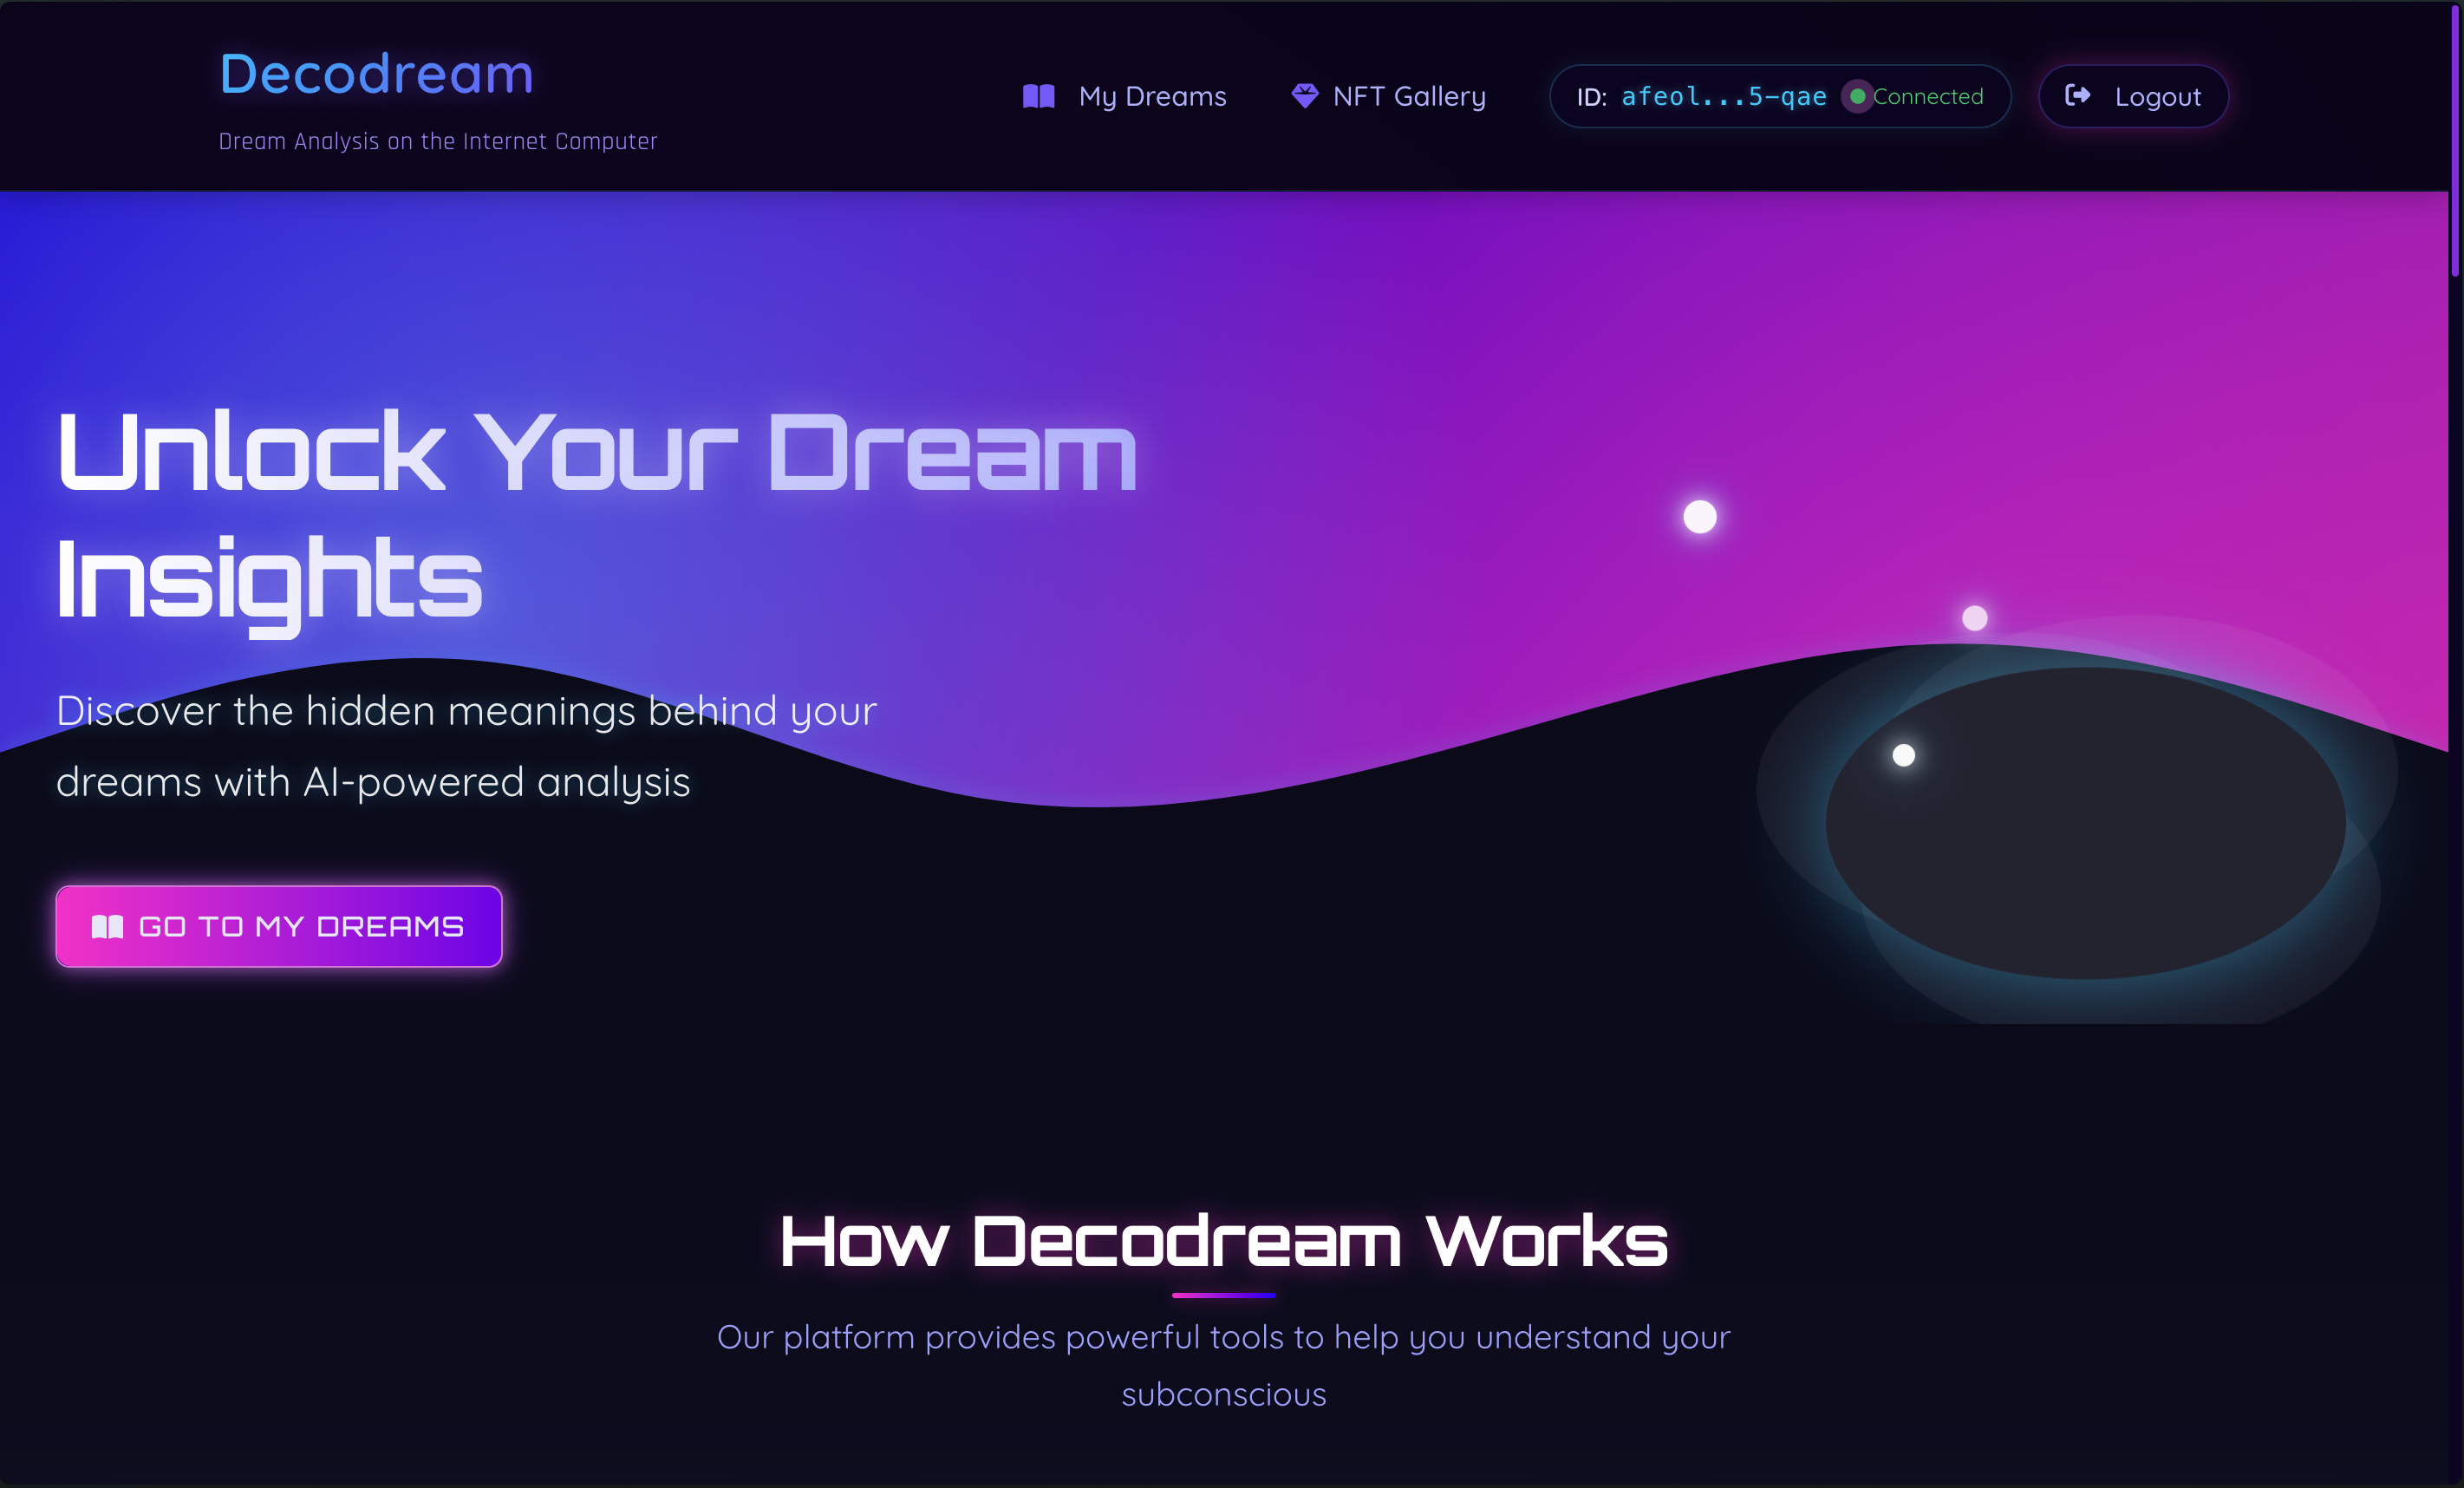 Decodream
Dream Analysis on the Internet Computer
My Dreams
NFT Gallery
ID: afeol...5-qae Connected
Logout
Unlock Your Dream
Insights
Discover the hidden meanings behind your
dreams with AI-powered analysis
GO TO MY DREAMS
How Decodream Works
Our platform provides powerful tools to help you understand your
subconscious